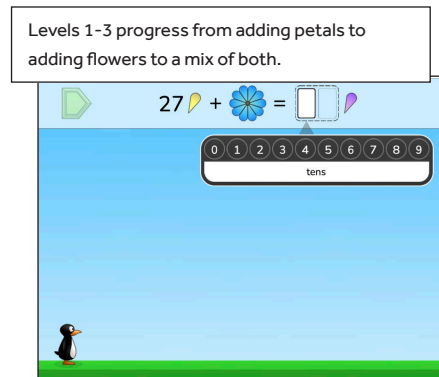 Levels 1-3 progress from adding petals to
adding flowers to a mix of both.
27 + =
0 1 2 3 4 5 6 7 8 9
tens